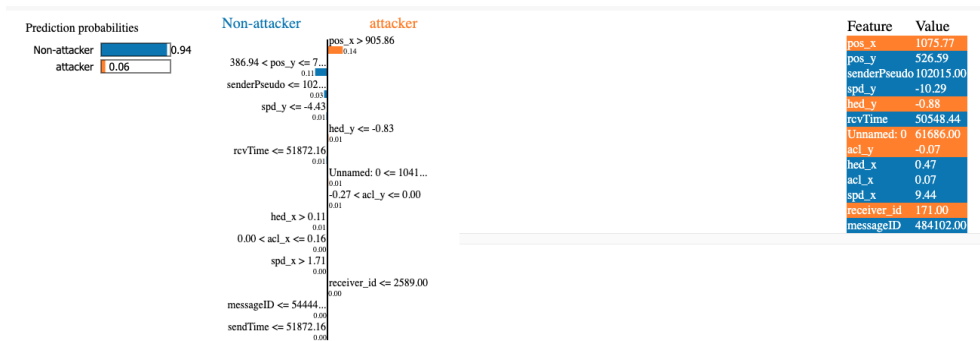 Prediction probabilities
Non-attacker 0.94
attacker 0.06
Non-attacker attacker
pos_x > 905.86
0.14
386.94 < pos_y <= 7...
0.11
senderPseudo <= 102...
0.03
spd_y <= -4.43
0.01
hed_y <= -0.83
0.01
rcvTime <= 51872.16
0.01
Unnamed: 0 <= 1041...
0.01
-0.27 < acl_y <= 0.00
0.01
hed_x > 0.11
0.01
0.00 < acl_x <= 0.16
0.00
spd_x > 1.71
0.00
receiver_id <= 2589.00
0.00
messageID <= 54444...
0.00
sendTime <= 51872.16
0.00
Feature Value
pos_x 1075.77
pos_y 526.59
senderPseudo 102015.00
spd_y -10.29
hed_y -0.88
rcvTime 50548.44
Unnamed: 0 61686.00
acl_y -0.07
hed_x 0.47
acl_x 0.07
spd_x 9.44
receiver_id 171.00
messageID 484102.00